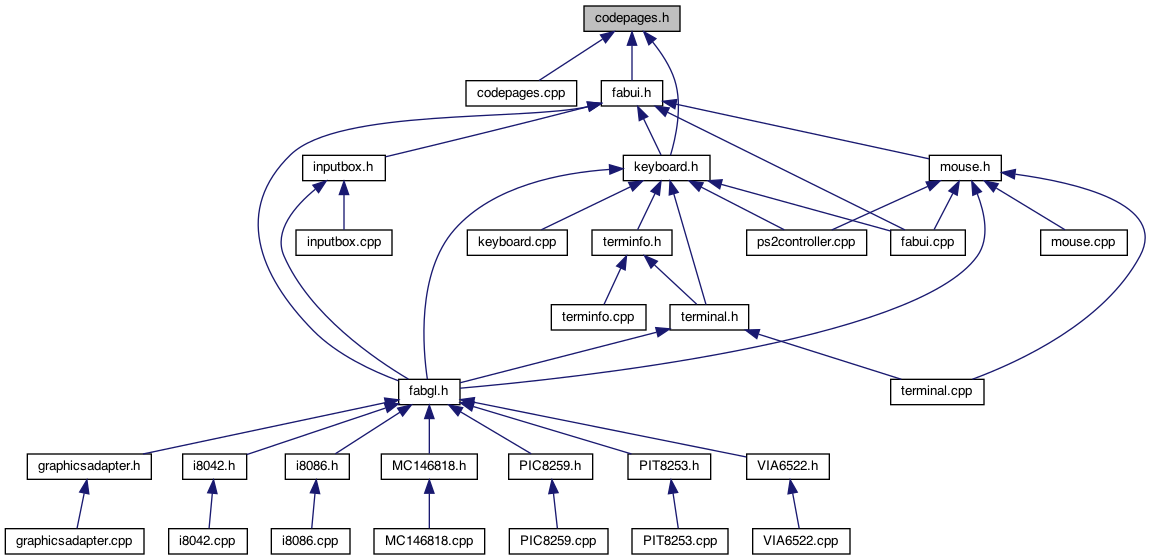 codepages.h
codepages.cpp
fabui.h
inputbox.h
keyboard.h
mouse.h
inputbox.cpp
keyboard.cpp
terminfo.h
ps2controller.cpp
fabui.cpp
mouse.cpp
terminfo.cpp
terminal.h
fabgl.h
terminal.cpp
graphicsadapter.h
i8042.h
i8086.h
MC146818.h
PIC8259.h
PIT8253.h
VIA6522.h
graphicsadapter.cpp
i8042.cpp
i8086.cpp
MC146818.cpp
PIC8259.cpp
PIT8253.cpp
VIA6522.cpp